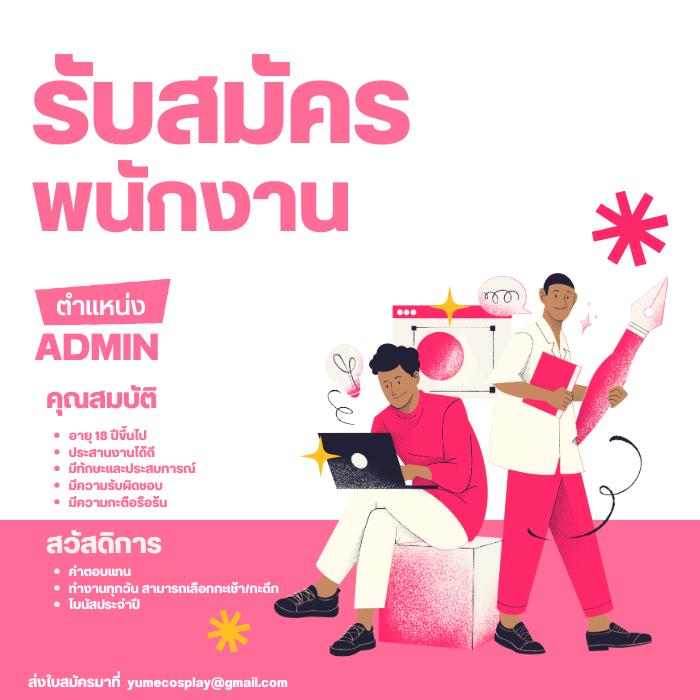 รับสมัคร
พนักงาน
ตำแหน่ง
ADMIN
คุณสมบัติ
อายุ 18 ปีขึ้นไป
ประสานงานได้ดี
มีทักษะและประสบการณ์
มีความรับผิดชอบ
มีความกะตือรือร้น
สวัสดิการ
ค่าตอบแทน
ทำงานทุกวัน สามารถเลือกกะเช้า/กะดึก
โบนัสประจำปี
ส่งใบสมัครมาที่ yumecosplay@gmail.com